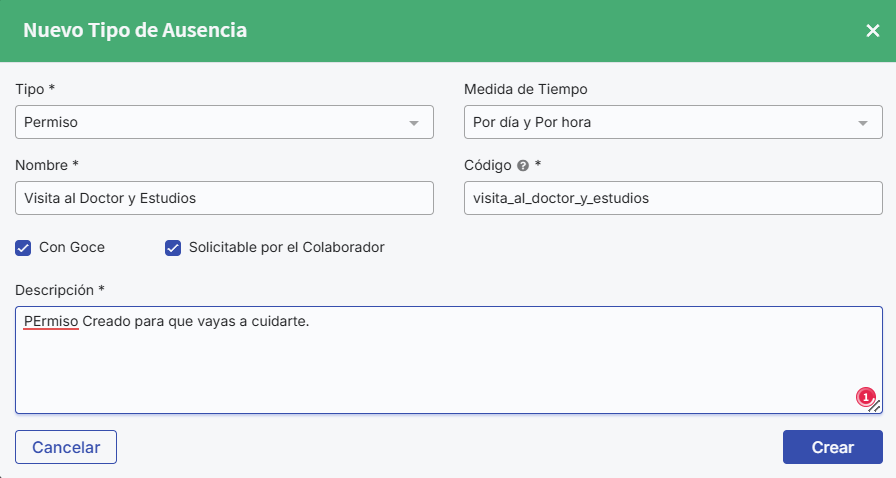 Nuevo Tipo de Ausencia
Tipo *
Medida de Tiempo
Permiso
Por día y Por hora
Nombre *
Código ? *
Visita al Doctor y Estudios
visita_al_doctor_y_estudios
Con Goce
Solicitable por el Colaborador
Descripción *
PErmiso Creado para que vayas a cuidarte.
1
Cancelar
Crear